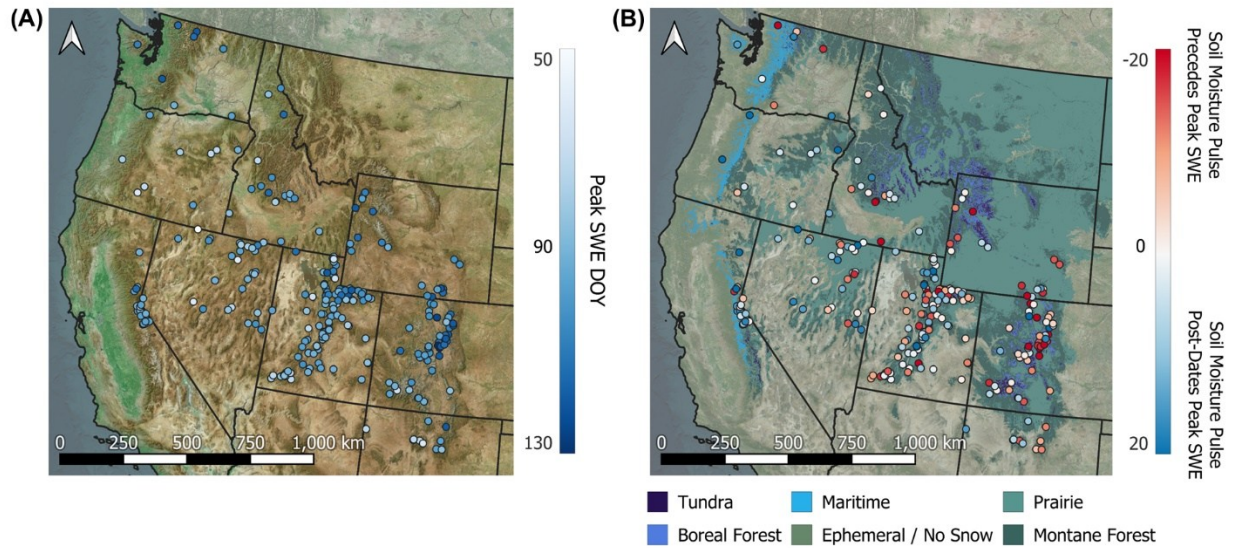 (A)
50
90
130
Peak SWE DOY
0 250 500 750 1,000 km
(B)
-20
0
20
Soil Moisture Pulse
Precedes Peak SWE
Soil Moisture Pulse
Post-Dates Peak SWE
0 250 500 750 1,000 km
Tundra Maritime Prairie
Boreal Forest Ephemeral / No Snow Montane Forest